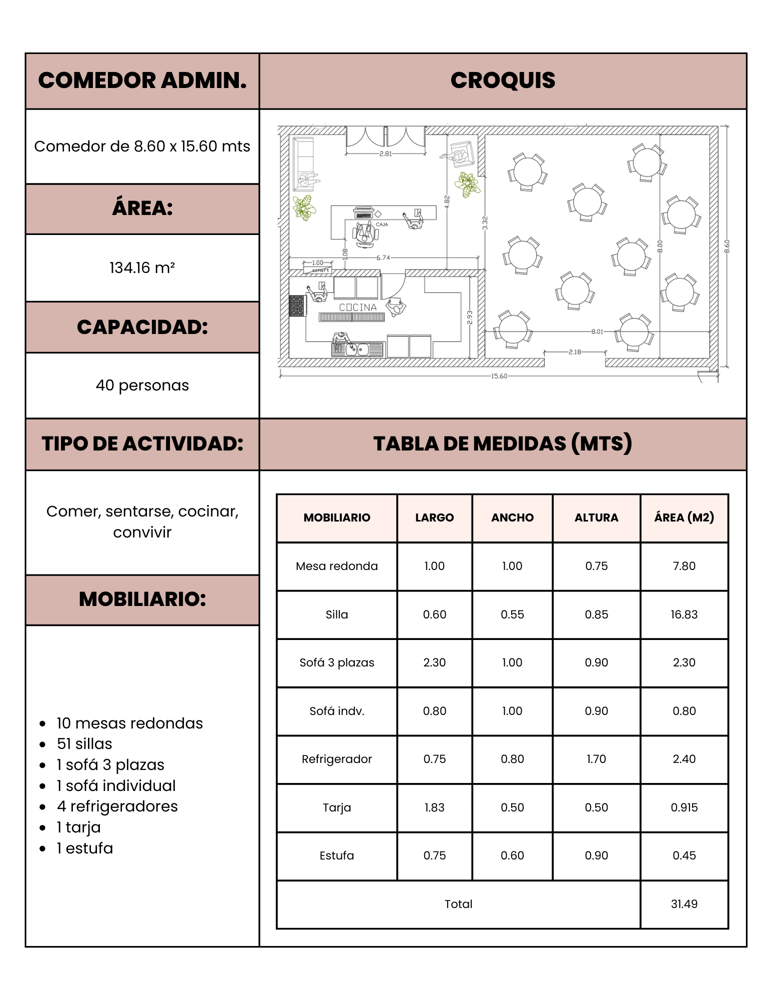 COMEDOR ADMIN.
CROQUIS
Comedor de 8.60 x 15.60 mts
ÁREA:
134.16 m²
CAPACIDAD:
40 personas
2.81
4.82
3.32
CAJA
1.08
6.74
1.00
schaft
COCINA
2.93
8.00
8.60
8.01
2.18
15.60
TIPO DE ACTIVIDAD:
Comer, sentarse, cocinar,
convivir
MOBILIARIO:
10 mesas redondas
51 sillas
1 sofá 3 plazas
1 sofá individual
4 refrigeradores
1 tarja
1 estufa
TABLA DE MEDIDAS (MTS)
MOBILIARIO LARGO ANCHO ALTURA ÁREA (M2)
Mesa redonda 1.00 1.00 0.75 7.80
Silla 0.60 0.55 0.85 16.83
Sofá 3 plazas 2.30 1.00 0.90 2.30
Sofá indv. 0.80 1.00 0.90 0.80
Refrigerador 0.75 0.80 1.70 2.40
Tarja 1.83 0.50 0.50 0.915
Estufa 0.75 0.60 0.90 0.45
Total 31.49